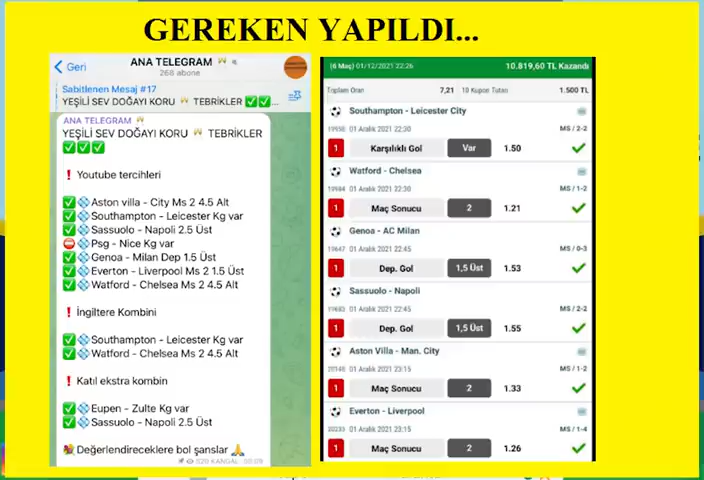 GEREKEN YAPILDI...
Geri
ANA TELEGRAM
268 abone
Sabitlenen Mesaj #17
YEŞİLİ SEV DOĞAYI KORU TEBRİKLER ✅✅...
ANA TELEGRAM
YEŞİLİ SEV DOĞAYI KORU TEBRİKLER
✅✅✅
❗ Youtube tercihleri
Aston villa - City Ms 2 4.5 Alt
Southampton - Leicester Kg var
Sassuolo - Napoli 2.5 Üst
Psg - Nice Kg var
Genoa - Milan Dep 1.5 Üst
Everton - Liverpool Ms 2 1.5 Üst
Watford - Chelsea Ms 2 4.5 Alt
❗ İngiltere Kombini
Southampton - Leicester Kg var
Watford - Chelsea Ms 2 4.5 Alt
❗ Katıl ekstra kombin
Eupen - Zulte Kg var
Sassuolo - Napoli 2.5 Üst
Değerlendireceklere bol şanslar 🙏
(6 Maç) 01/12/2021 22:26 10.819,60 TL Kazandı
Toplam Oran 7,21 10 Kupon Tutarı 1.500 TL
Southampton - Leicester City
01 Aralık 2021 22:30 MS / 2-2
1 Karşılıklı Gol Var 1.50
Watford - Chelsea
01 Aralık 2021 22:30 MS / 1-2
1 Maç Sonucu 2 1.21
Genoa - AC Milan
01 Aralık 2021 22:45 MS / 0-3
1 Dep. Gol 1,5 Üst 1.53
Sassuolo - Napoli
01 Aralık 2021 22:45 MS / 2-2
1 Dep. Gol 1,5 Üst 1.55
Aston Villa - Man. City
01 Aralık 2021 23:15 MS / 1-2
1 Maç Sonucu 2 1.33
Everton - Liverpool
01 Aralık 2021 23:15 MS / 1-4
1 Maç Sonucu 2 1.26